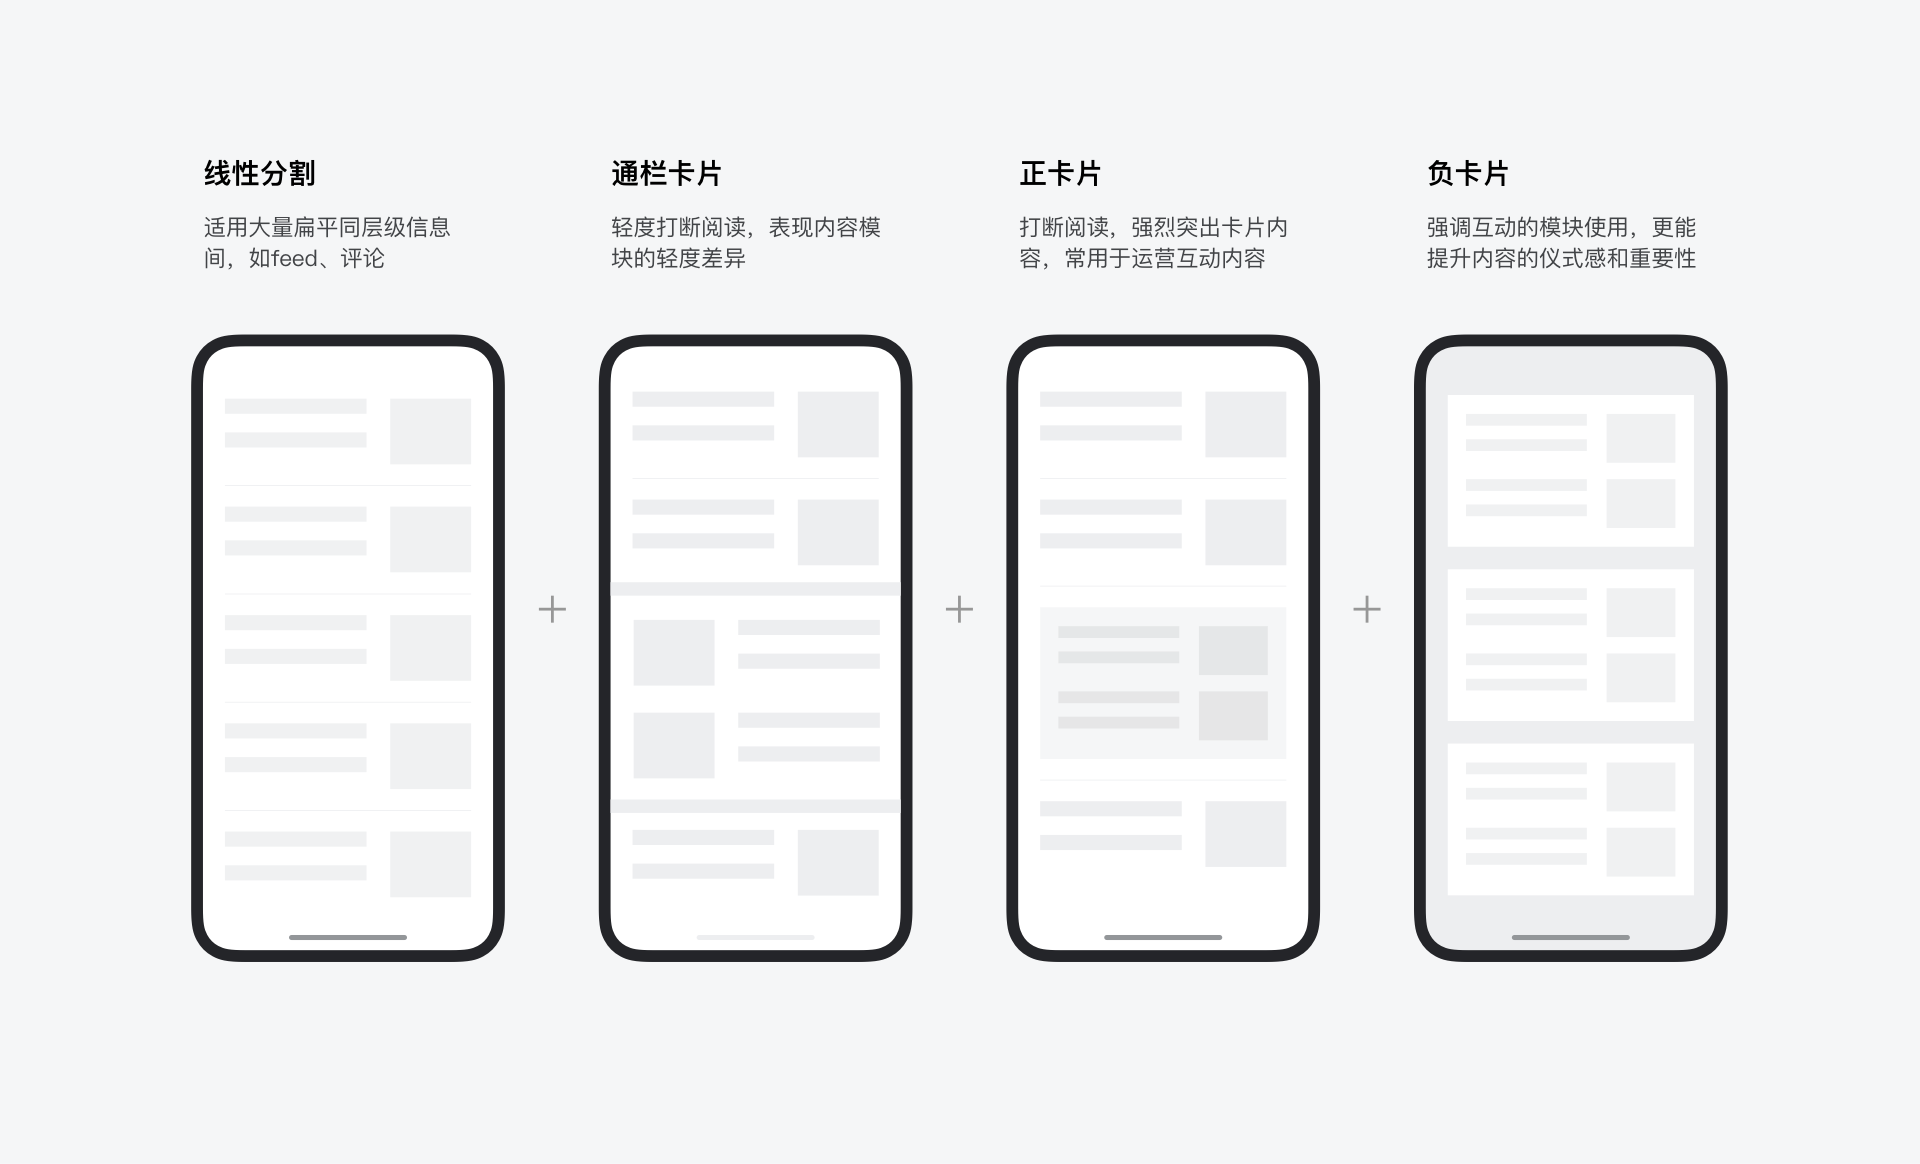 线性分割
适用大量扁平同层级信息
间，如feed、评论
通栏卡片
轻度打断阅读，表现内容模
块的轻度差异
正卡片
打断阅读，强烈突出卡片内
容，常用于运营互动内容
负卡片
强调互动的模块使用，更能
提升内容的仪式感和重要性